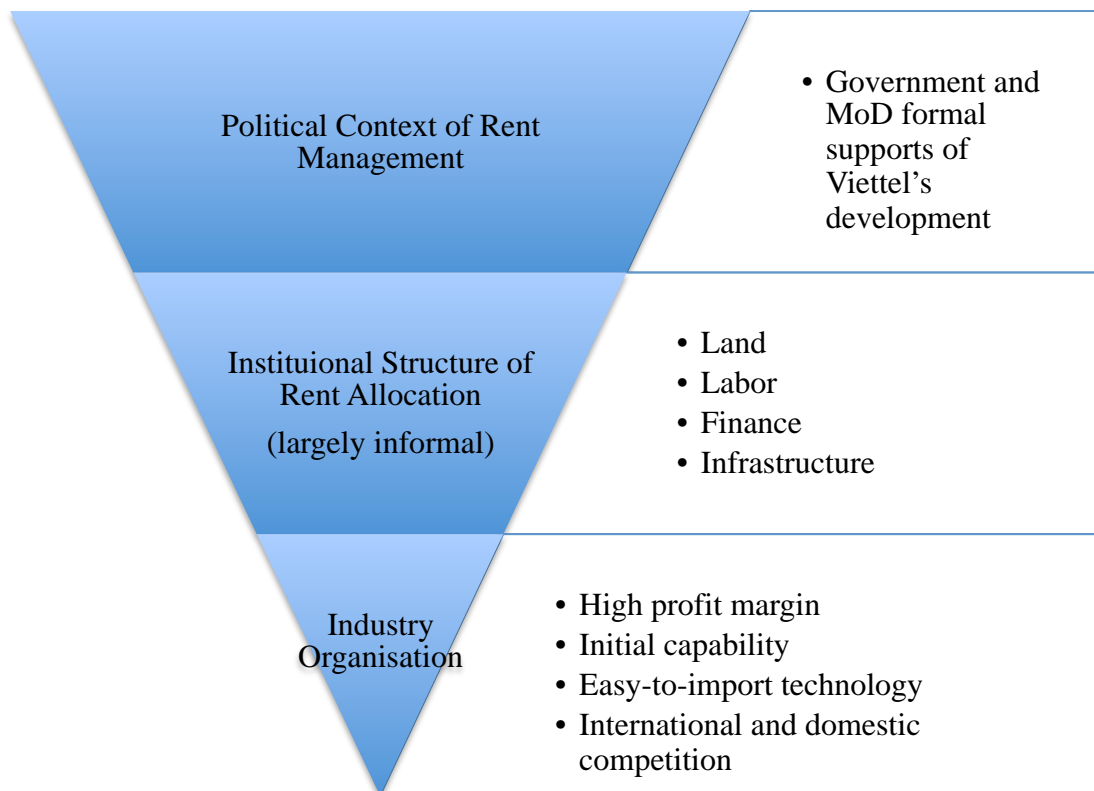 Political Context of Rent
Management
• Government and
MoD formal
supports of
Viettel’s
development
Instituional Structure of
Rent Allocation
(largely informal)
• Land
• Labor
• Finance
• Infrastructure
Industry
Organisation
• High profit margin
• Initial capability
• Easy-to-import technology
• International and domestic
competition